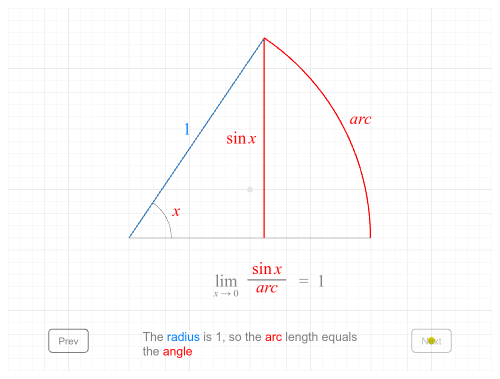 1
sin x
arc
x
lim x → 0 sin x / arc = 1
Prev
The radius is 1, so the arc length equals
the angle
Next